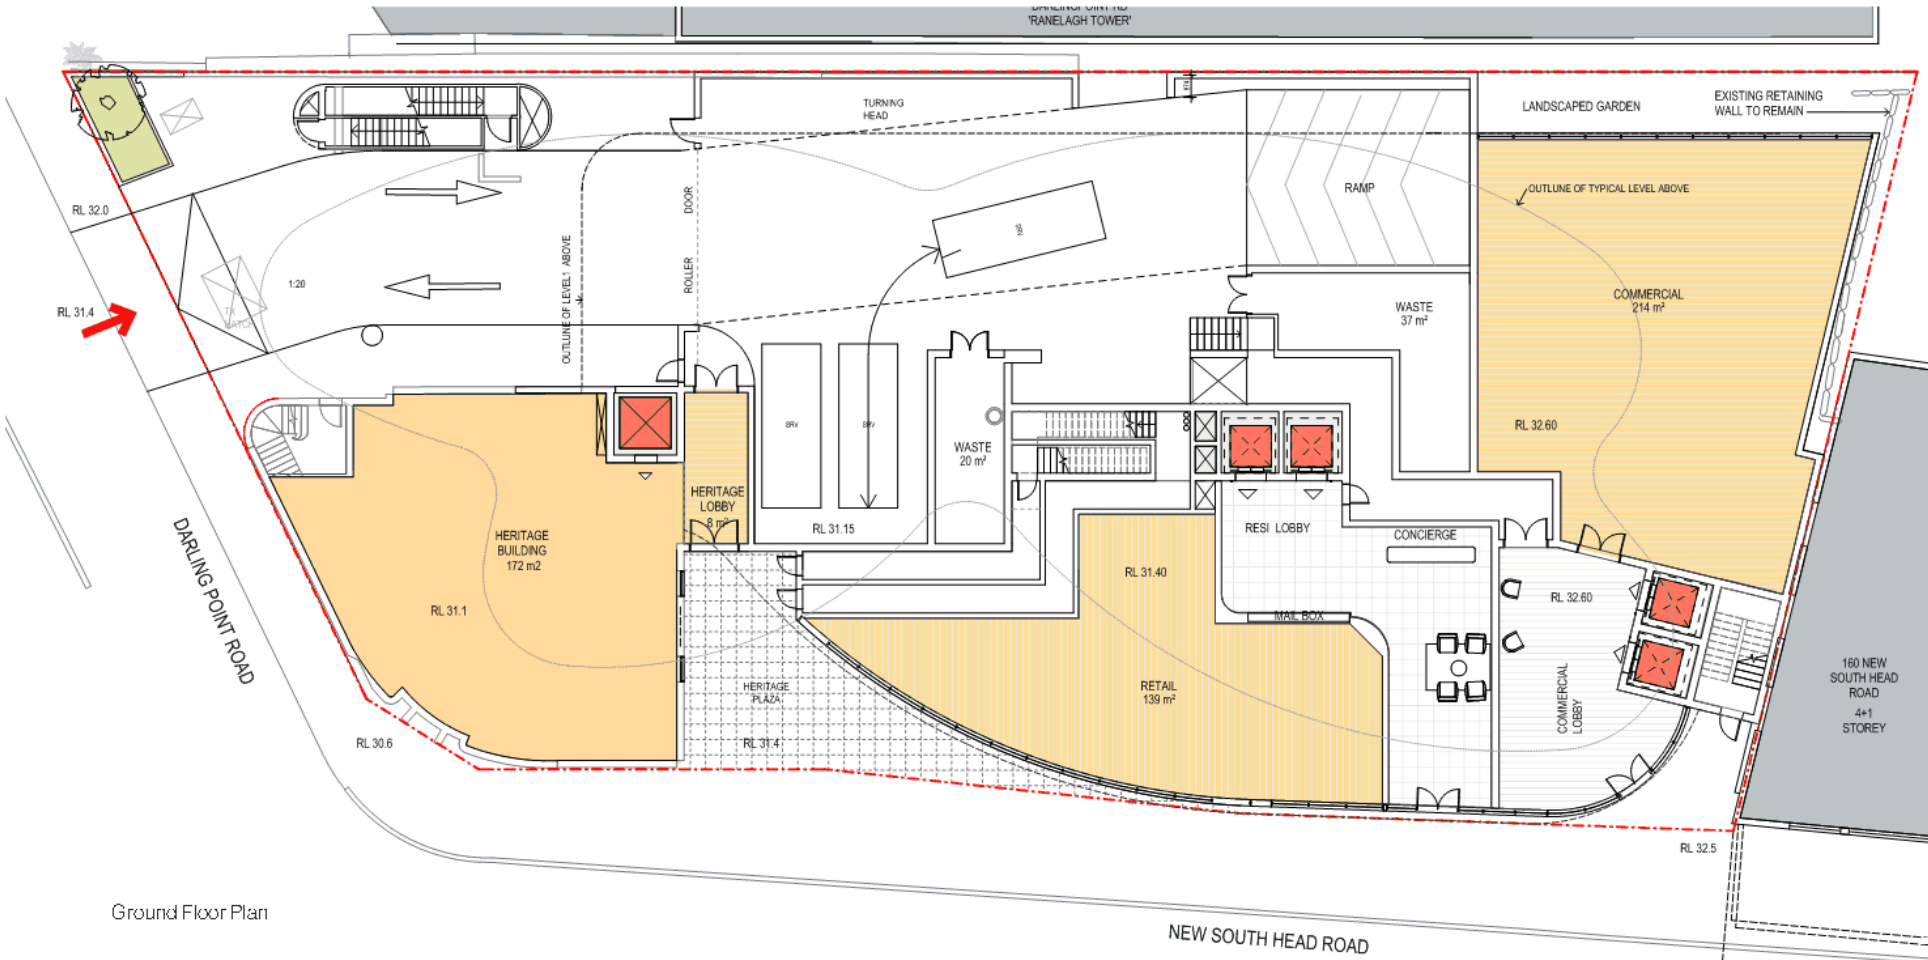 'RANELAGH TOWER'
TURNING
HEAD
LANDSCAPED GARDEN
EXISTING RETAINING
WALL TO REMAIN
RL 32.0
DOOR
RAMP
OUTLUNE OF TYPICAL LEVEL ABOVE
OUTLUNE OF LEVEL1 ABOVE
ROLLER
1:20
RL 31.4
COMMERCIAL
214 m²
WASTE
37 m²
RL 32.60
SRV
WASTE
20 m²
HERITAGE
LOBBY
8 m²
RL 31.15
RESI LOBBY
CONCIERGE
HERITAGE
BUILDING
172 m2
DARLING POINT ROAD
RL 31.1
RL 31.40
RL 32.60
MAIL BOX
HERITAGE
PLAZA
RETAIL
139 m²
COMMERCIAL
LOBBY
160 NEW
SOUTH HEAD
ROAD
4+1
STOREY
RL 30.6
RL 31.4
RL 32.5
Ground Floor Plan
NEW SOUTH HEAD ROAD